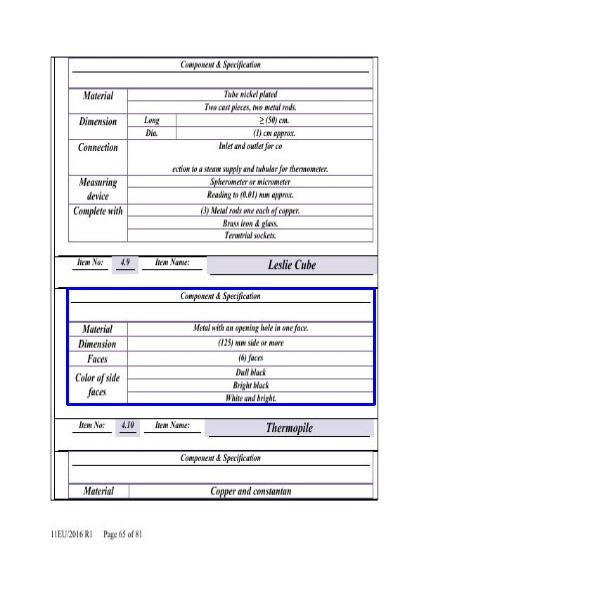 Component & Specification
Material Tube nickel plated
Two cast pieces, two metal rods.
Dimension Long ≥ (50) cm.
Dia. (1) cm approx.
Connection Inlet and outlet for co
ection to a steam supply and tubular for thermometer.
Measuring device Spherometer or micrometer
Reading to (0.01) mm approx.
Complete with (3) Metal rods one each of copper.
Brass iron & glass.
Termtrial sockets.
Item No: 4.9 Item Name: Leslie Cube
Component & Specification
Material Metal with an opening hole in one face.
Dimension (125) mm side or more
Faces (6) faces
Color of side faces Dull black
Bright black
White and bright.
Item No: 4.10 Item Name: Thermopile
Component & Specification
Material Copper and constantan
11EU/2016 R1 Page 65 of 81